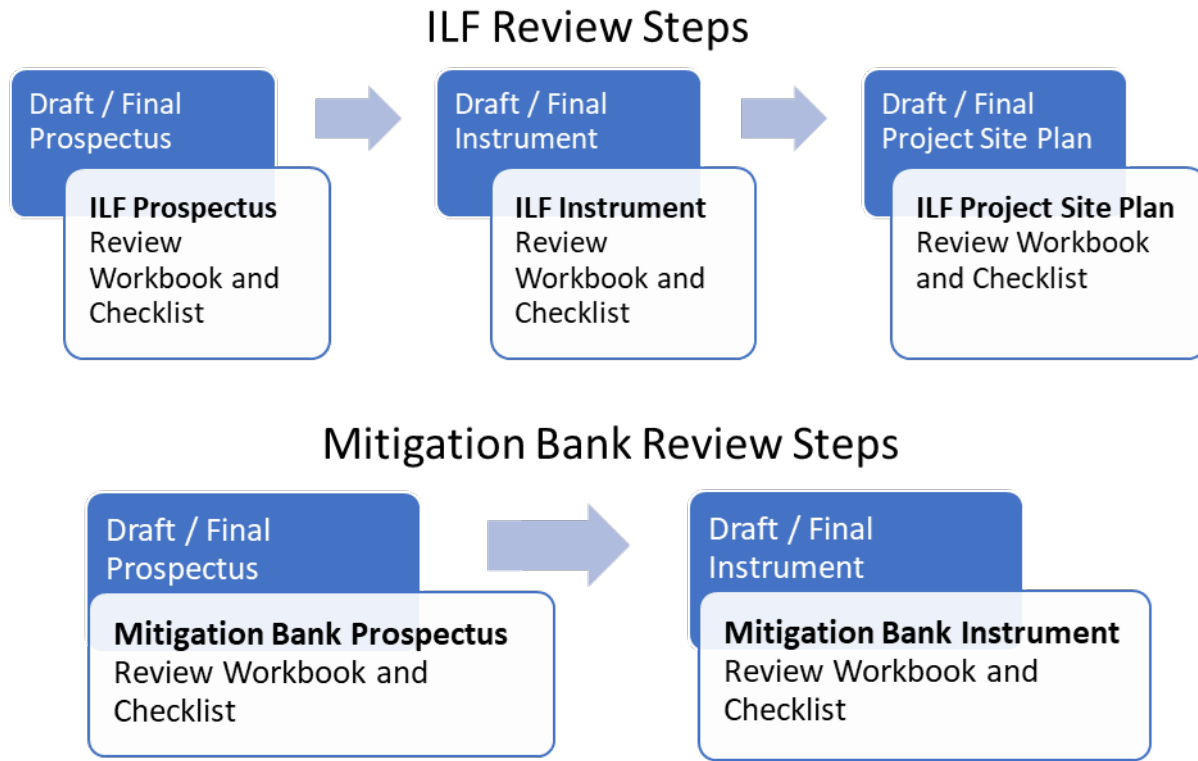 ILF Review Steps
Draft / Final
Prospectus
ILF Prospectus
Review
Workbook and
Checklist
Draft / Final
Instrument
ILF Instrument
Review
Workbook and
Checklist
Draft / Final
Project Site Plan
ILF Project Site Plan
Review Workbook
and Checklist
Mitigation Bank Review Steps
Draft / Final
Prospectus
Mitigation Bank Prospectus
Review Workbook and
Checklist
Draft / Final
Instrument
Mitigation Bank Instrument
Review Workbook and
Checklist